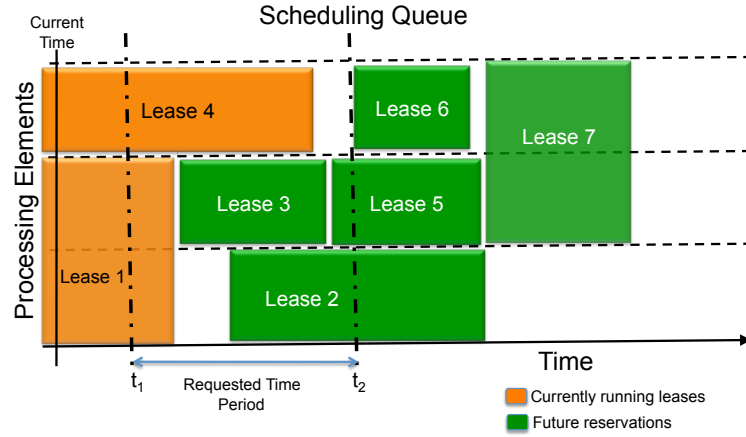 Scheduling Queue
Current
Time
Processing Elements
Lease 4
Lease 6
Lease 7
Lease 3
Lease 5
Lease 1
Lease 2
t1
Requested Time
Period
t2
Time
Currently running leases
Future reservations